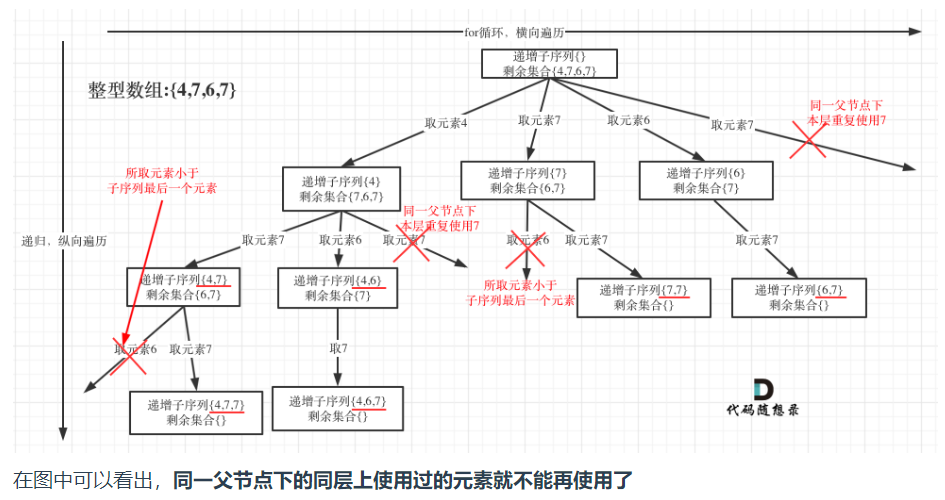 for循环，横向遍历
递增子序列{}
剩余集合{4,7,6,7}
整型数组:{4,7,6,7}
同一父节点下
本层重复使用7
取元素4
取元素7
取元素6
取元素7
所取元素小于
子序列最后一个元素
递增子序列{4}
剩余集合{7,6,7}
递增子序列{7}
剩余集合{6,7}
递增子序列{6}
剩余集合{7}
同一父节点下
本层重复使用7
递归，纵向遍历
取元素7
取元素6
取元素7
取元素6
取元素7
取元素7
递增子序列{4,7}
剩余集合{6,7}
递增子序列{4,6}
剩余集合{7}
所取元素小于
子序列最后一个元素
递增子序列{7,7}
剩余集合{}
递增子序列{6,7}
剩余集合{}
取元素6
取元素7
取7
递增子序列{4,7,7}
剩余集合{}
递增子序列{4,6,7}
剩余集合{}
代码随想录
在图中可以看出，同一父节点下的同层上使用过的元素就不能再使用了